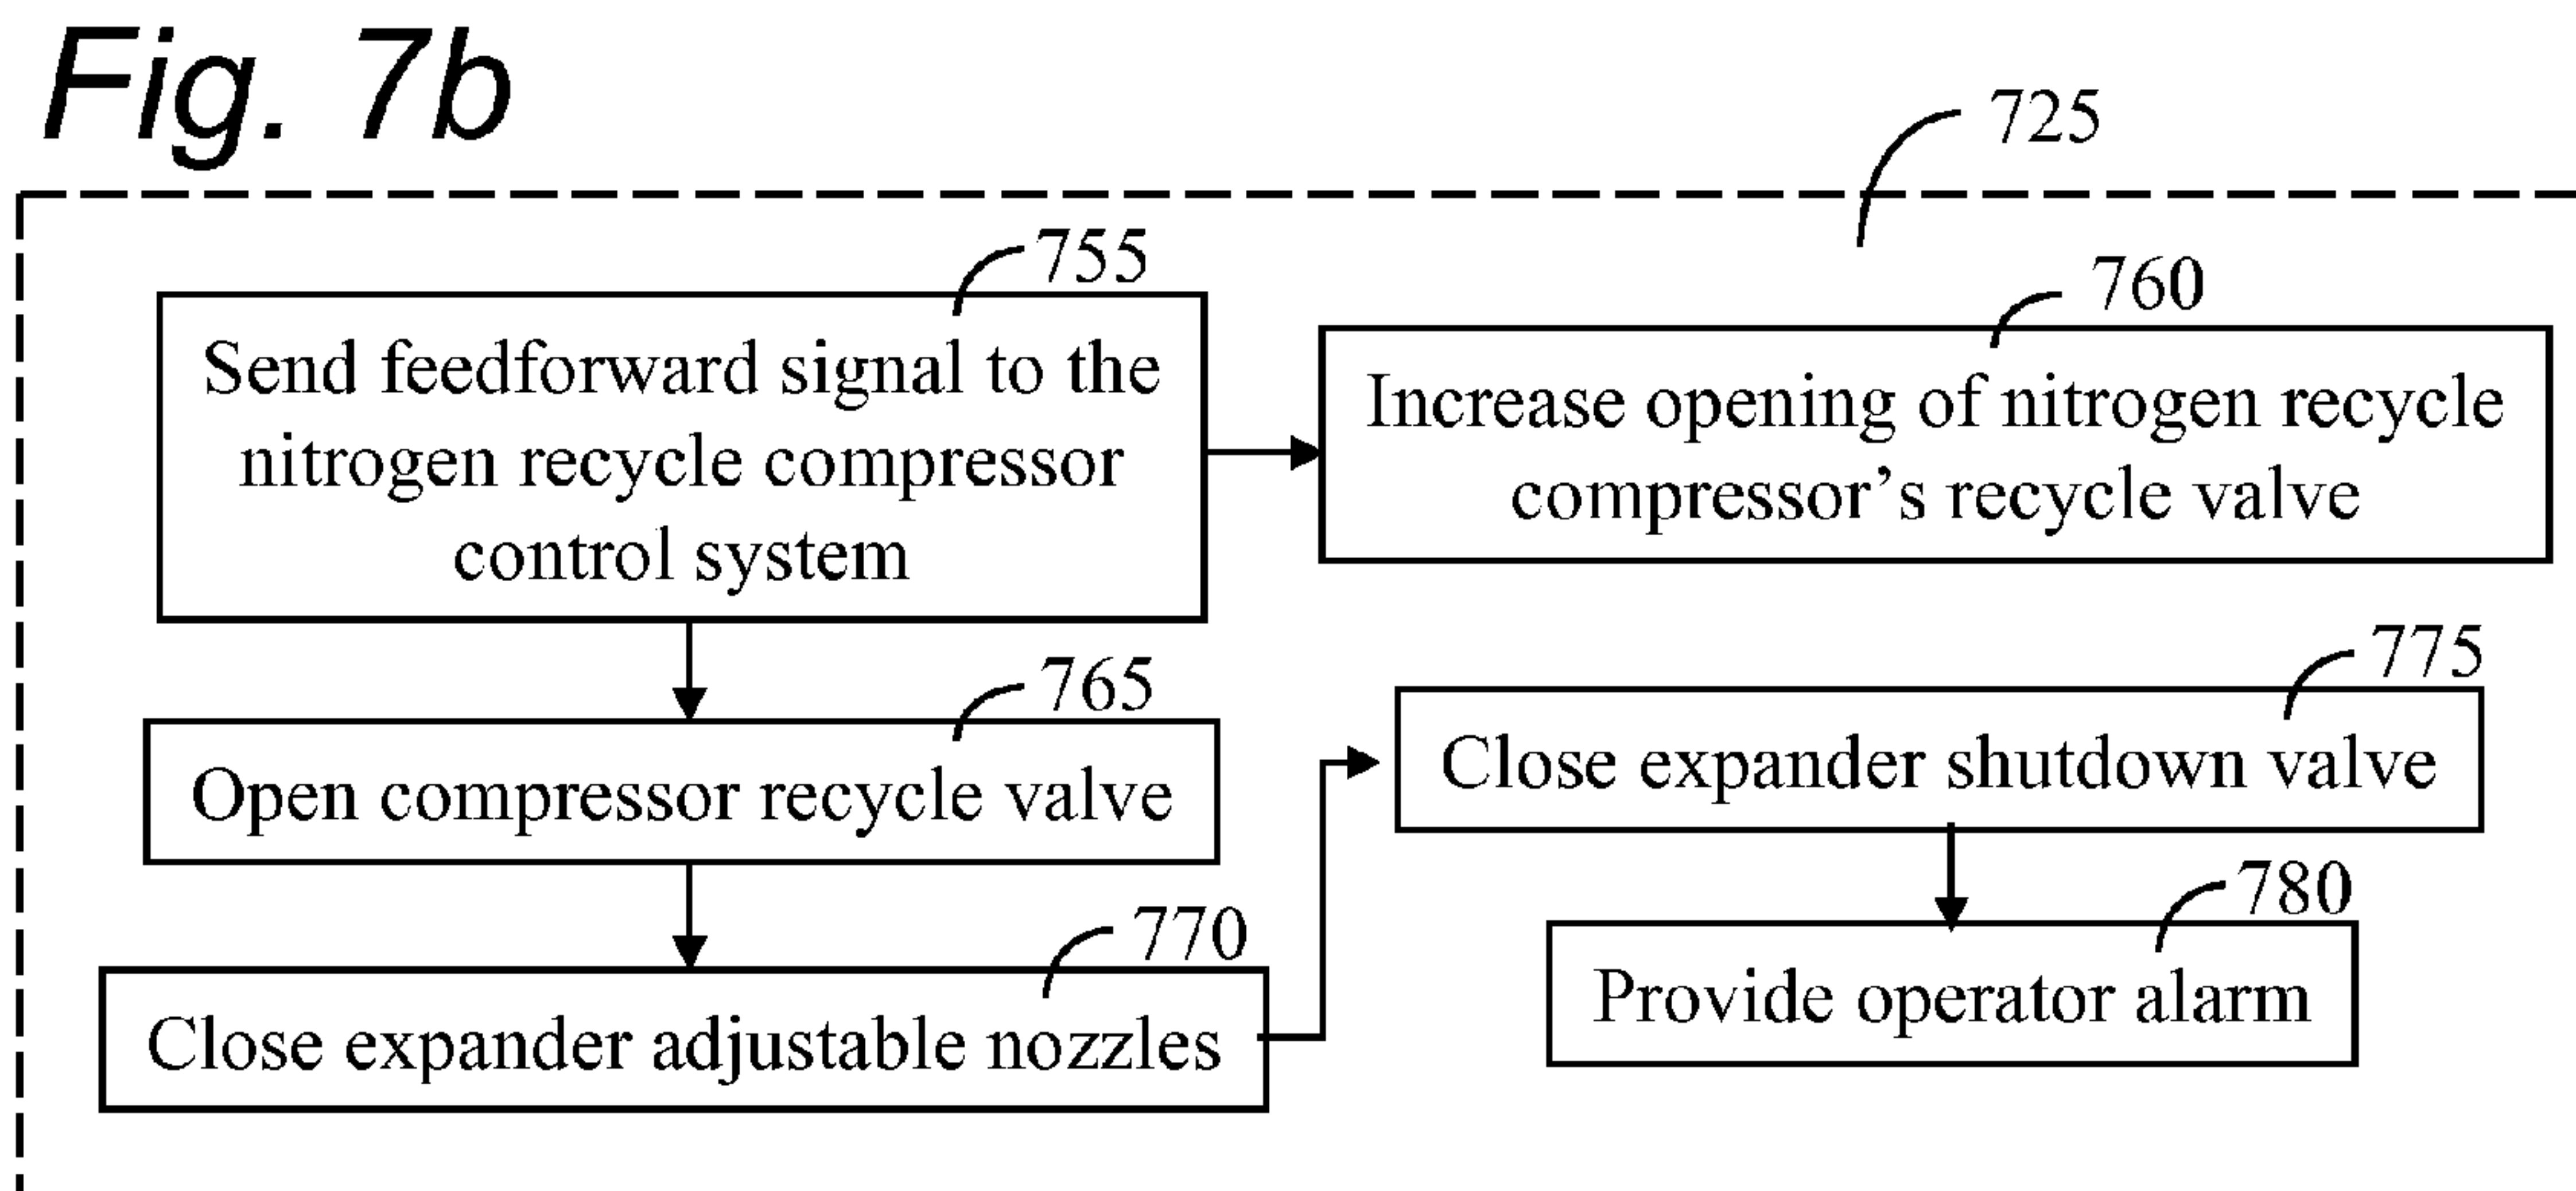 Fig. 7b
725
755
Send feedforward signal to the
nitrogen recycle compressor
control system
760
Increase opening of nitrogen recycle
compressor’s recycle valve
765
Open compressor recycle valve
770
Close expander adjustable nozzles
775
Close expander shutdown valve
780
Provide operator alarm